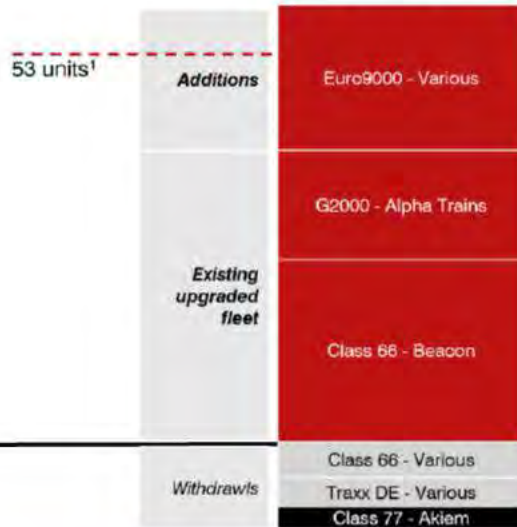 53 units¹
Additions
Euro9000 - Various
G2000 - Alpha Trains
Existing
upgraded
fleet
Class 66 - Beacon
Class 66 - Various
Withdrawls
Traxx DE - Various
Class 77 - Akiem